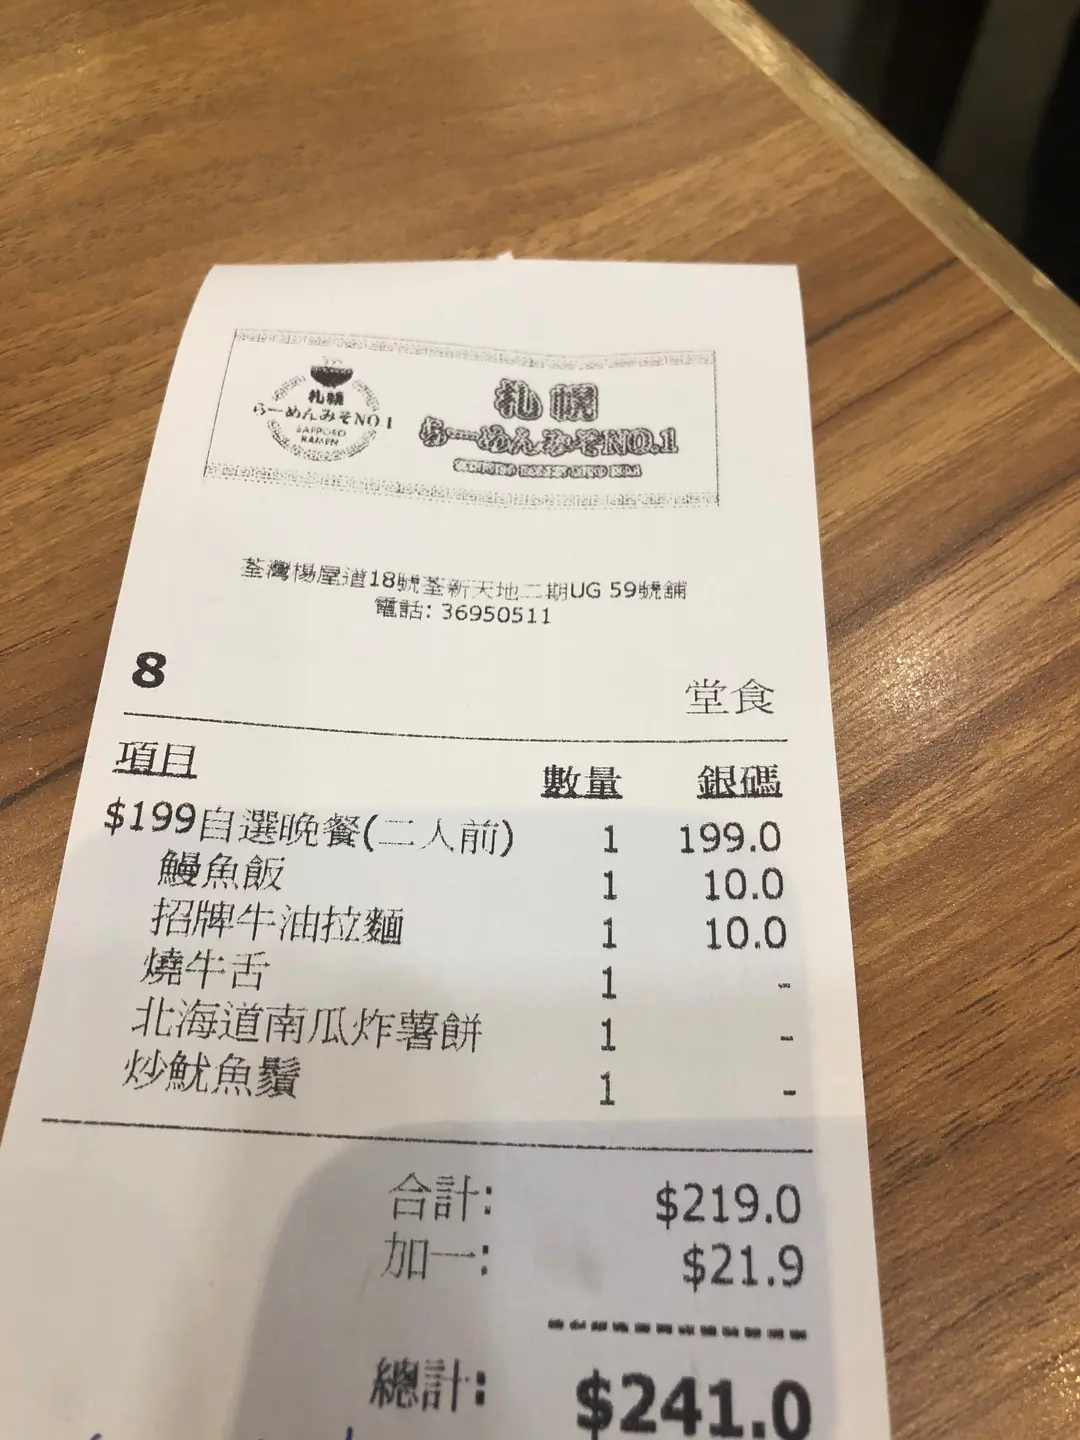 札幌
らーめんみそNO.1
SAPPORO
RAMEN
札幌
らーめんみそNO.1
荃灣楊屋道18號荃新天地二期UG 59號舖
電話: 36950511
8
堂食
項目 數量 銀碼
$199自選晚餐(二人前) 1 199.0
鰻魚飯 1 10.0
招牌牛油拉麵 1 10.0
燒牛舌 1 -
北海道南瓜炸薯餅 1 -
炒魷魚鬚 1 -
合計: $219.0
加一: $21.9
總計: $241.0